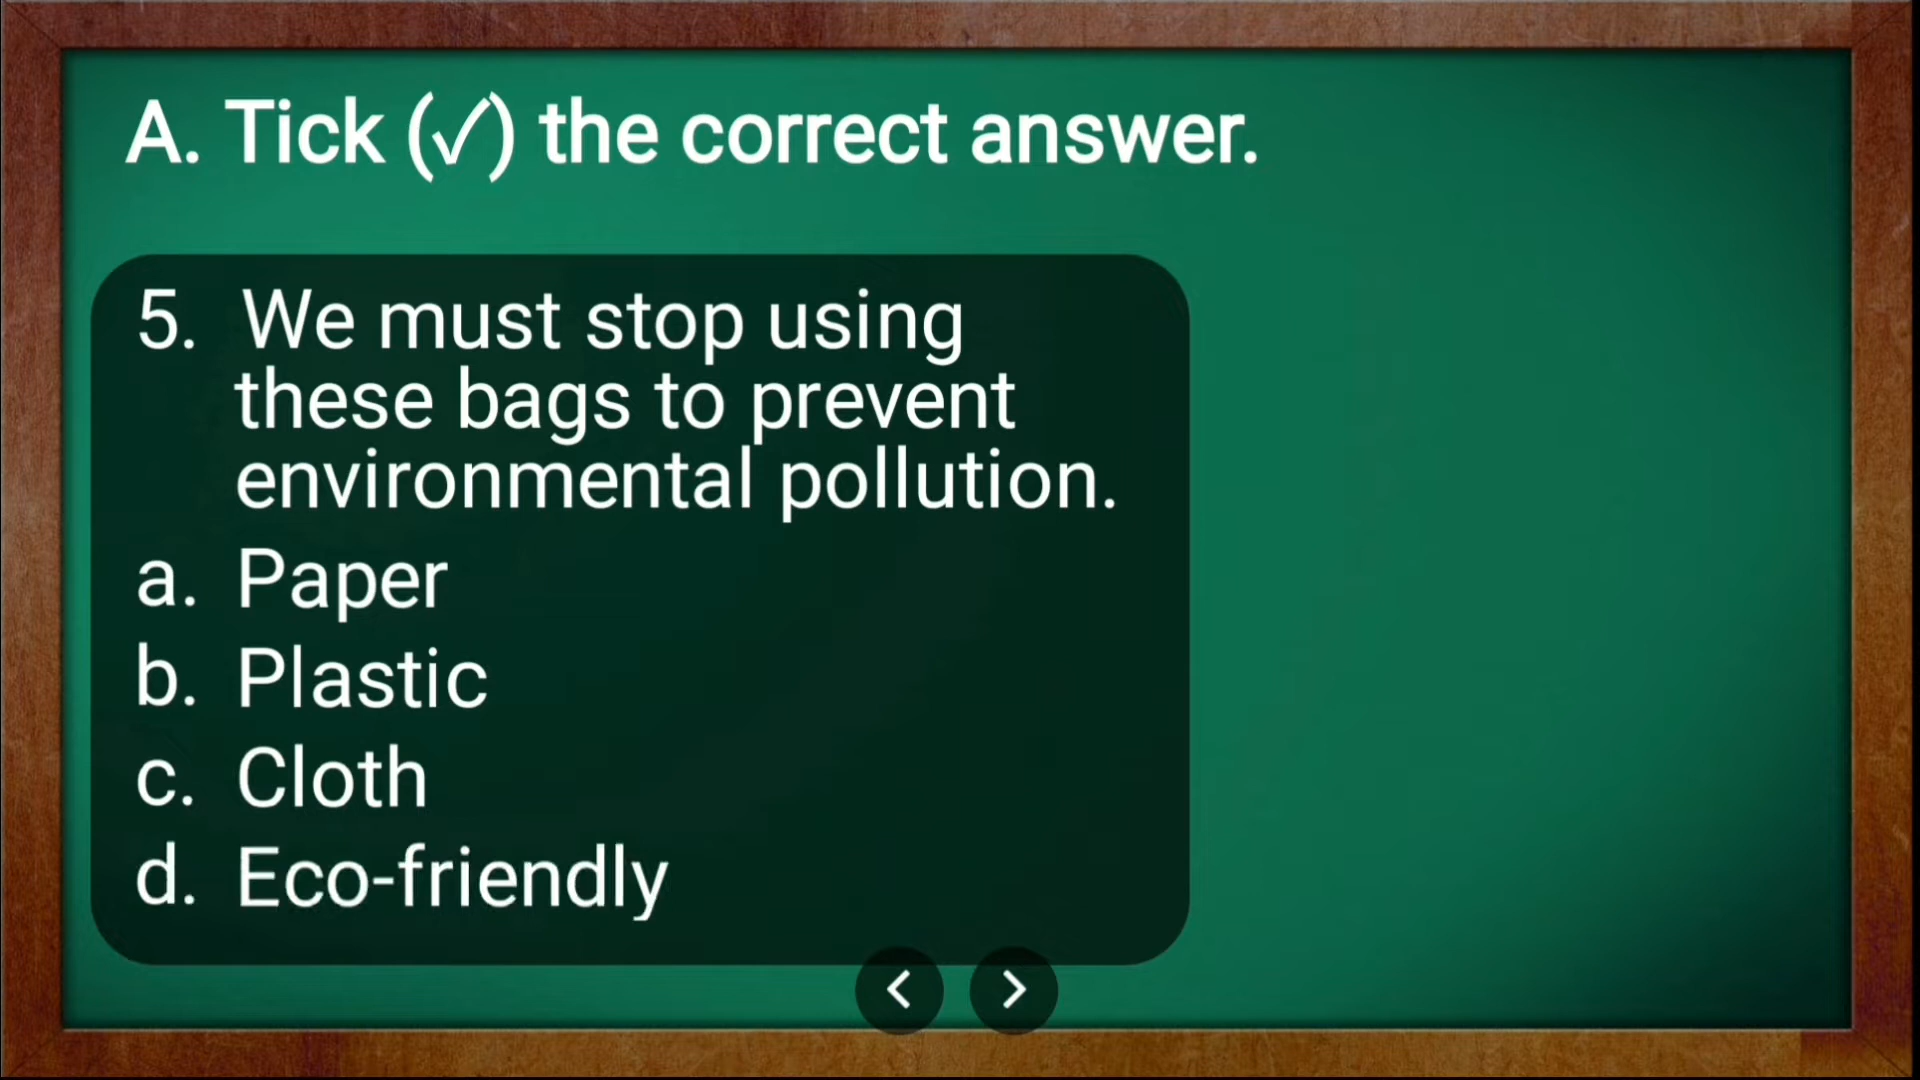 A. Tick (✓) the correct answer.
5. We must stop using
these bags to prevent
environmental pollution.
a. Paper
b. Plastic
c. Cloth
d. Eco-friendly